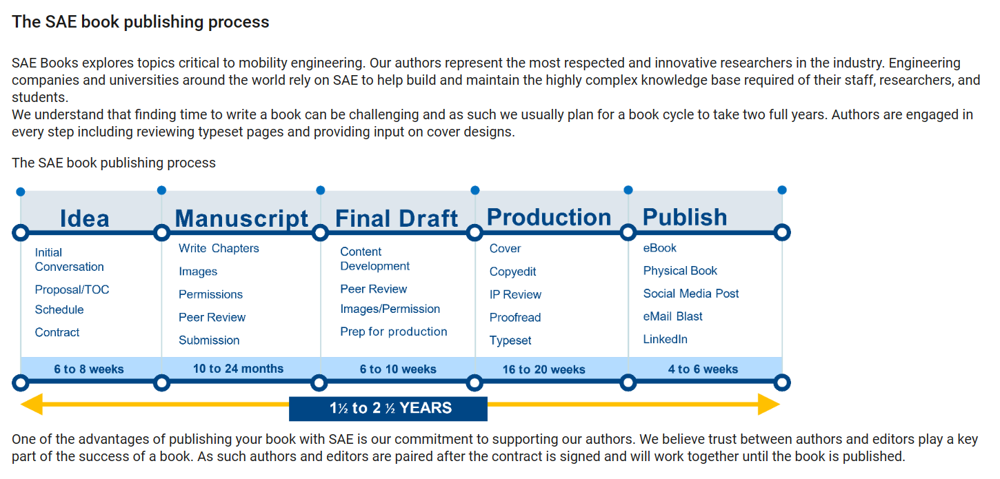 The SAE book publishing process
SAE Books explores topics critical to mobility engineering. Our authors represent the most respected and innovative researchers in the industry. Engineering
companies and universities around the world rely on SAE to help build and maintain the highly complex knowledge base required of their staff, researchers, and
students.
We understand that finding time to write a book can be challenging and as such we usually plan for a book cycle to take two full years. Authors are engaged in
every step including reviewing typeset pages and providing input on cover designs.
The SAE book publishing process
Idea
Initial
Conversation
Proposal/TOC
Schedule
Contract
6 to 8 weeks
Manuscript
Write Chapters
Images
Permissions
Peer Review
Submission
10 to 24 months
Final Draft
Content
Development
Peer Review
Images/Permission
Prep for production
6 to 10 weeks
Production
Cover
Copyedit
IP Review
Proofread
Typeset
16 to 20 weeks
Publish
eBook
Physical Book
Social Media Post
eMail Blast
LinkedIn
4 to 6 weeks
1½ to 2 ½ YEARS
One of the advantages of publishing your book with SAE is our commitment to supporting our authors. We believe trust between authors and editors play a key
part of the success of a book. As such authors and editors are paired after the contract is signed and will work together until the book is published.